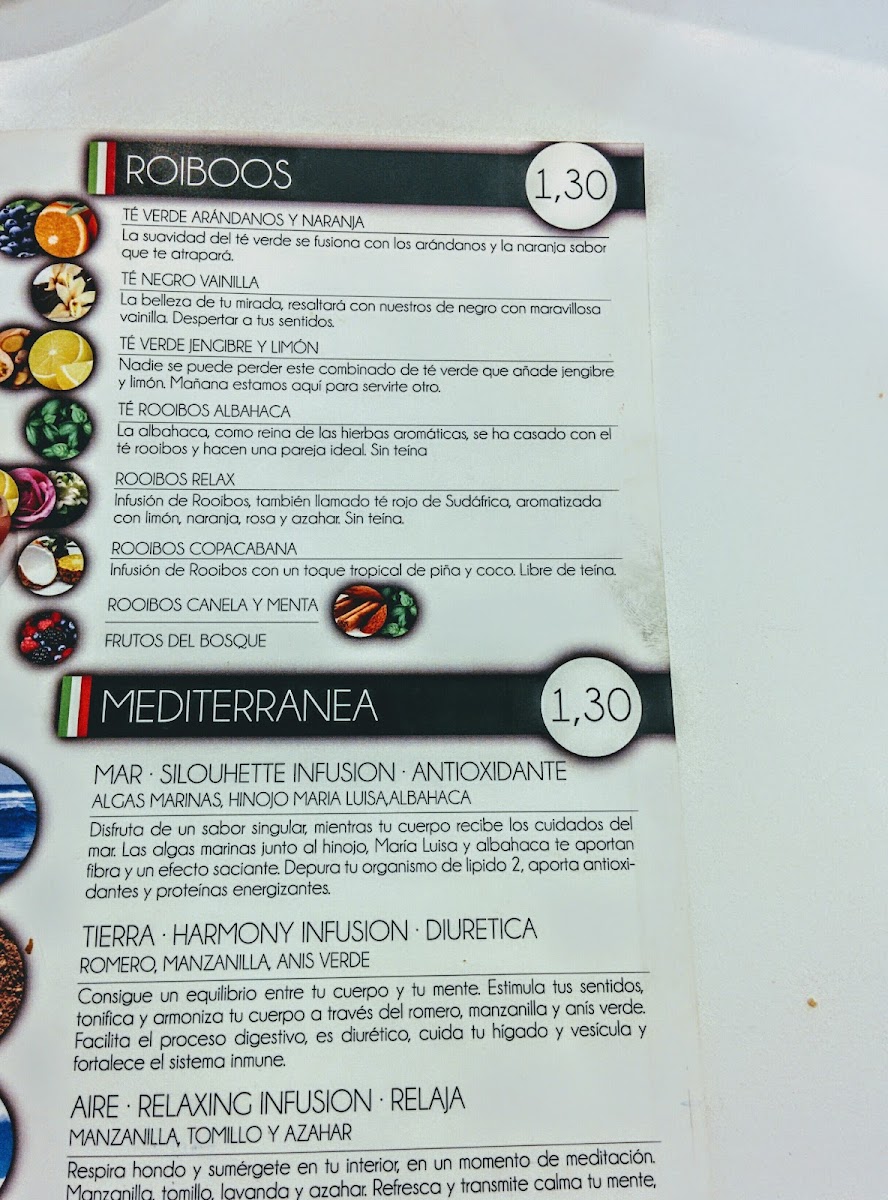 ROIBOOS
1,30
TÉ VERDE ARÁNDANOS Y NARANJA
La suavidad del té verde se fusiona con los arándanos y la naranja sabor
que te atrapará.
TÉ NEGRO VAINILLA
La belleza de tu mirada, resaltará con nuestros de negro con maravillosa
vainilla. Despertar a tus sentidos.
TÉ VERDE JENGIBRE Y LIMÓN
Nadie se puede perder este combinado de té verde que añade jengibre
y limón. Mañana estamos aquí para servirte otro.
TÉ ROOIBOS ALBAHACA
La albahaca, como reina de las hierbas aromáticas, se ha casado con el
té rooibos y hacen una pareja ideal. Sin teína
ROOIBOS RELAX
Infusión de Rooibos, también llamado té rojo de Sudáfrica, aromatizada
con limón, naranja, rosa y azahar. Sin teína.
ROOIBOS COPACABANA
Infusión de Rooibos con un toque tropical de piña y coco. Libre de teína.
ROOIBOS CANELA Y MENTA
FRUTOS DEL BOSQUE
MEDITERRANEA
1,30
MAR · SILOUHETTE INFUSION · ANTIOXIDANTE
ALGAS MARINAS, HINOJO MARIA LUISA,ALBAHACA
Disfruta de un sabor singular, mientras tu cuerpo recibe los cuidados del
mar. Las algas marinas junto al hinojo, María Luisa y albahaca te aportan
fibra y un efecto saciante. Depura tu organismo de lipido 2, aporta antioxi-
dantes y proteínas energizantes.
TIERRA · HARMONY INFUSION · DIURETICA
ROMERO, MANZANILLA, ANIS VERDE
Consigue un equilibrio entre tu cuerpo y tu mente. Estimula tus sentidos,
tonifica y armoniza tu cuerpo a través del romero, manzanilla y anís verde.
Facilita el proceso digestivo, es diurético, cuida tu hígado y vesícula y
fortalece el sistema inmune.
AIRE · RELAXING INFUSION · RELAJA
MANZANILLA, TOMILLO Y AZAHAR
Respira hondo y sumérgete en tu interior, en un momento de meditación.
Manzanilla, tomillo, lavanda y azahar. Refresca y transmite calma tu mente,